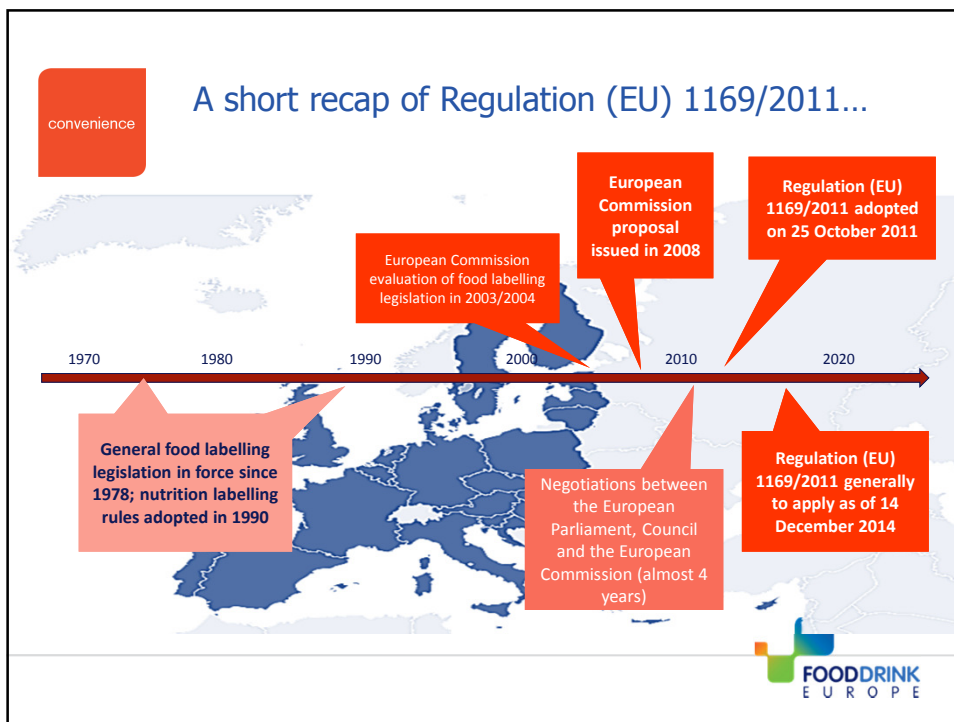 convenience
A short recap of Regulation (EU) 1169/2011…
European
Commission
proposal
issued in 2008
Regulation (EU)
1169/2011 adopted
on 25 October 2011
European Commission
evaluation of food labelling
legislation in 2003/2004
1970 1980 1990 2000 2010 2020
General food labelling
legislation in force since
1978; nutrition labelling
rules adopted in 1990
Negotiations between
the European
Parliament, Council
and the European
Commission (almost 4
years)
Regulation (EU)
1169/2011 generally
to apply as of 14
December 2014
FOODDRINK
EUROPE